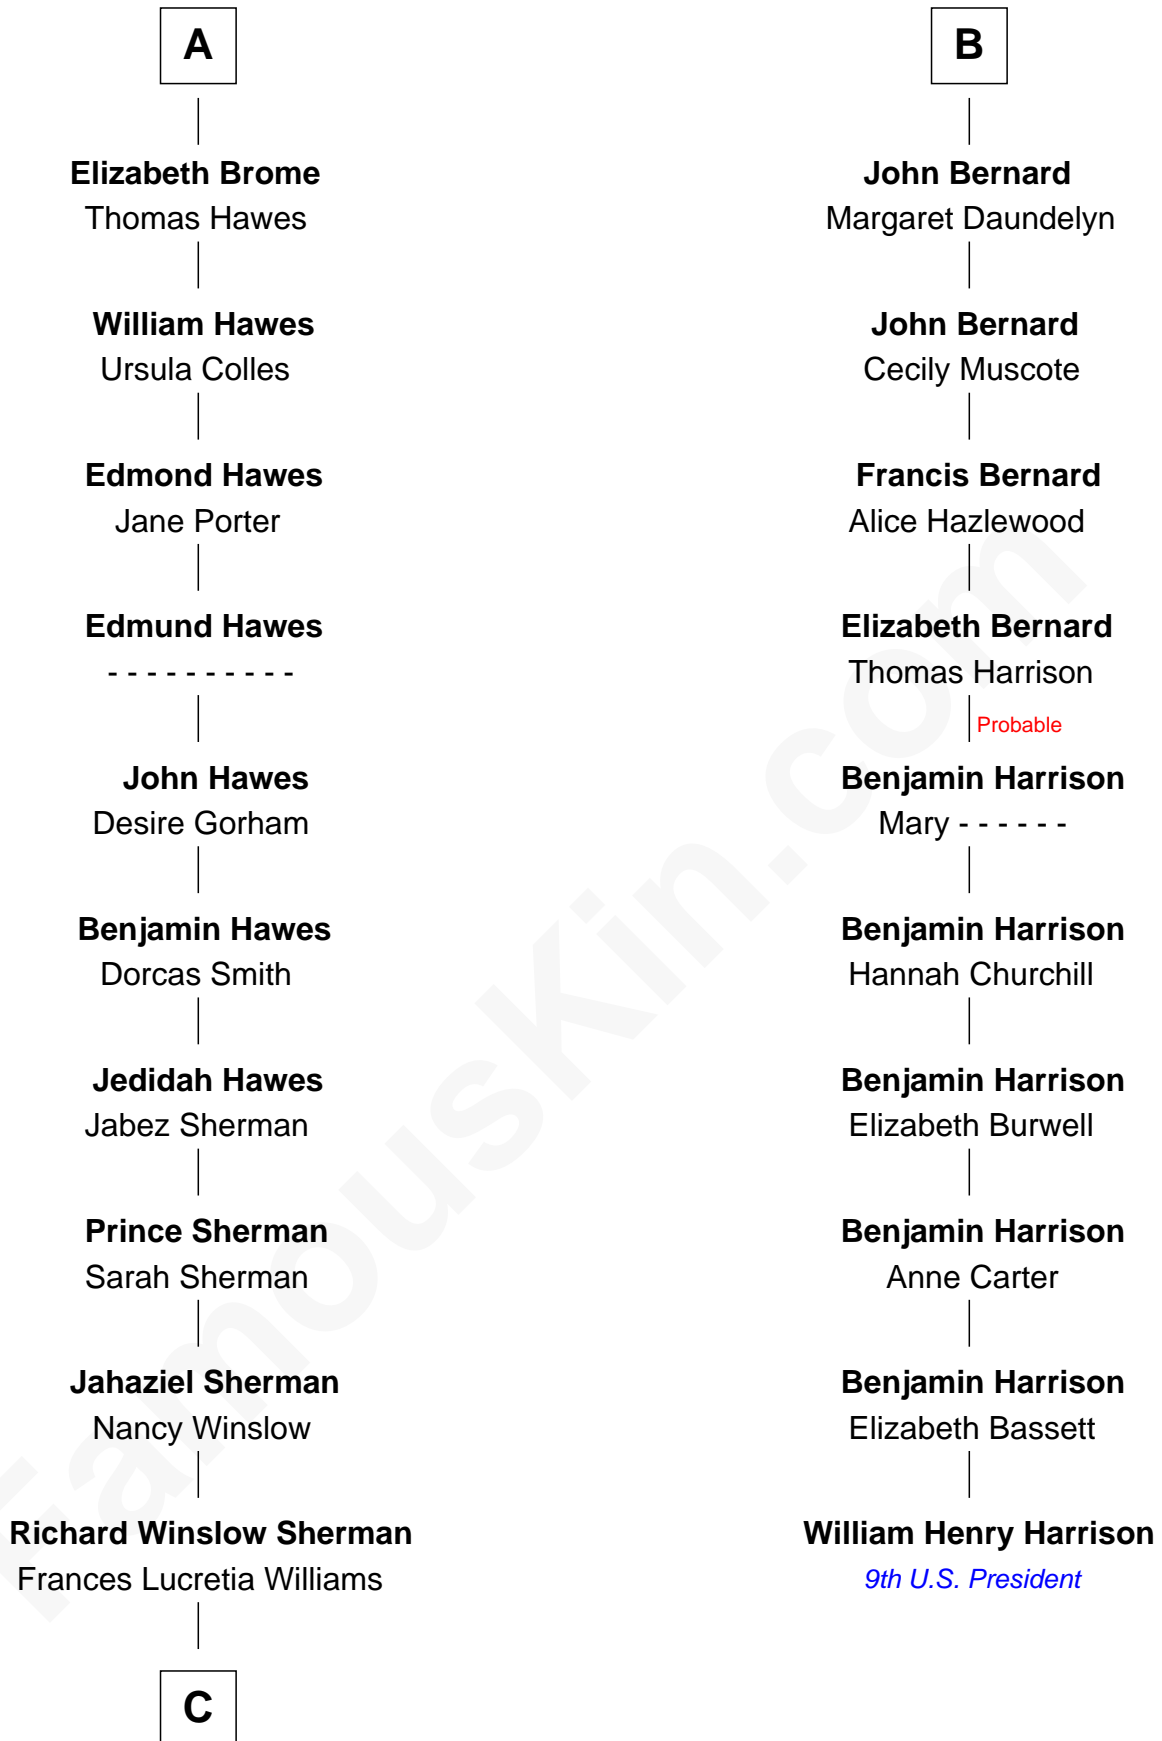 A
Elizabeth Brome
Thomas Hawes
William Hawes
Ursula Colles
Edmond Hawes
Jane Porter
Edmund Hawes
- - - - - - - - - -
John Hawes
Desire Gorham
Benjamin Hawes
Dorcas Smith
Jedidah Hawes
Jabez Sherman
Prince Sherman
Sarah Sherman
Jahaziel Sherman
Nancy Winslow
Richard Winslow Sherman
Frances Lucretia Williams
C
B
John Bernard
Margaret Daundelyn
John Bernard
Cecily Muscote
Francis Bernard
Alice Hazlewood
Elizabeth Bernard
Thomas Harrison
Probable
Benjamin Harrison
Mary - - - - - -
Benjamin Harrison
Hannah Churchill
Benjamin Harrison
Elizabeth Burwell
Benjamin Harrison
Anne Carter
Benjamin Harrison
Elizabeth Bassett
William Henry Harrison
9th U.S. President
FamousKin.com